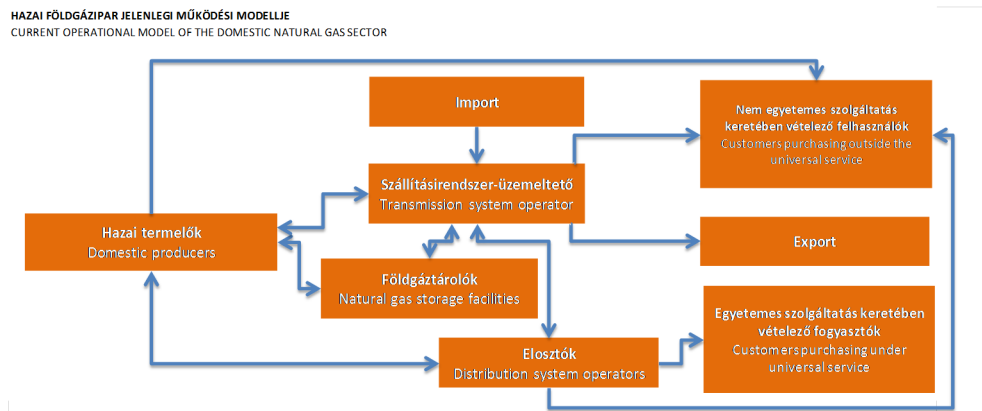 HAZAI FÖLDGÁZIPAR JELENLEGI MŰKÖDÉSI MODELLJE
CURRENT OPERATIONAL MODEL OF THE DOMESTIC NATURAL GAS SECTOR
Import
Nem egyetemes szolgáltatás
keretében vételező felhasználók
Customers purchasing outside the
universal service
Szállításirendszer-üzemeltető
Transmission system operator
Hazai termelők
Domestic producers
Export
Földgáztárolók
Natural gas storage facilities
Egyetemes szolgáltatás keretében
vételező fogyasztók
Customers purchasing under
universal service
Elosztók
Distribution system operators